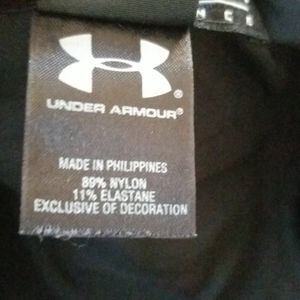 UNDER ARMOUR®
MADE IN PHILIPPINES
89% NYLON
11% ELASTANE
EXCLUSIVE OF DECORATION